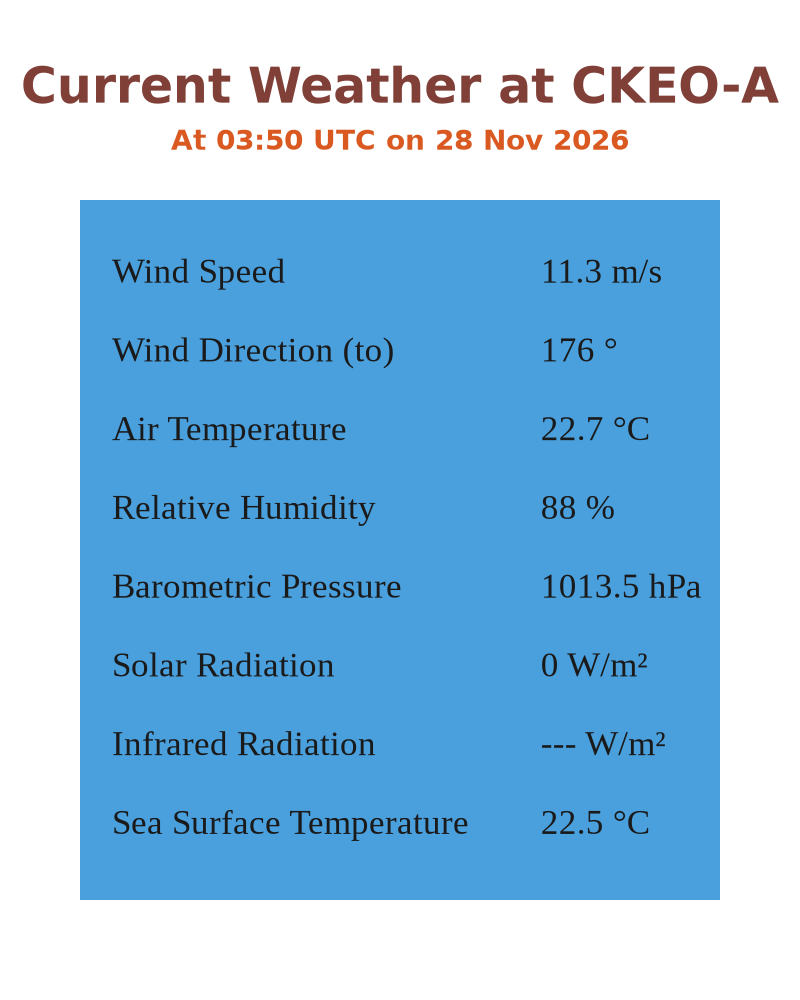 Current Weather at CKEO-A
At 03:50 UTC on 28 Nov 2026
Wind Speed 11.3 m/s
Wind Direction (to) 176 °
Air Temperature 22.7 °C
Relative Humidity 88 %
Barometric Pressure 1013.5 hPa
Solar Radiation 0 W/m²
Infrared Radiation --- W/m²
Sea Surface Temperature 22.5 °C